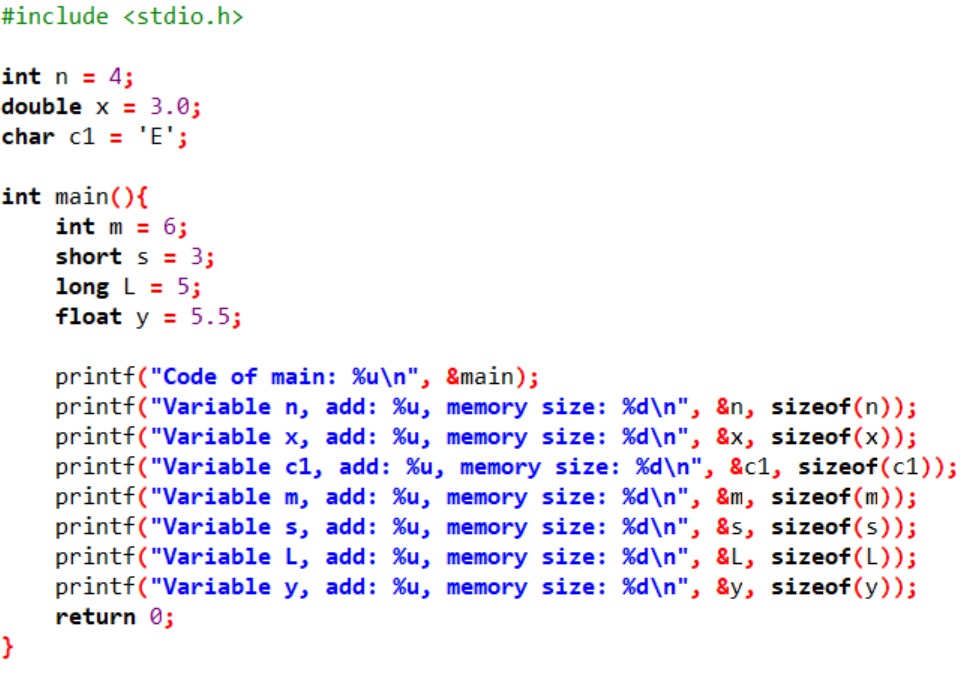 #include <stdio.h>

int n = 4;
double x = 3.0;
char c1 = 'E';

int main(){
    int m = 6;
    short s = 3;
    long L = 5;
    float y = 5.5;

    printf("Code of main: %u\n", &main);
    printf("Variable n, add: %u, memory size: %d\n", &n, sizeof(n));
    printf("Variable x, add: %u, memory size: %d\n", &x, sizeof(x));
    printf("Variable c1, add: %u, memory size: %d\n", &c1, sizeof(c1));
    printf("Variable m, add: %u, memory size: %d\n", &m, sizeof(m));
    printf("Variable s, add: %u, memory size: %d\n", &s, sizeof(s));
    printf("Variable L, add: %u, memory size: %d\n", &L, sizeof(L));
    printf("Variable y, add: %u, memory size: %d\n", &y, sizeof(y));
    return 0;
}